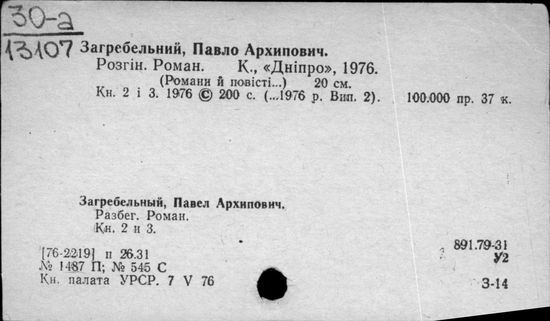 30-а
13107
Загребельний, Павло Архипович.
Розгін. Роман. К., «Дніпро», 1976.
(Романи й повісті...) 20 см.
Кн. 2 і 3. 1976 © 200 с. (...1976 р. Вип. 2). 100.000 пр. 37 к.
Загребельный, Павел Архипович.
Разбег. Роман.
Кн. 2 и 3.
[76-2219] п 26.31 891.79-31
№ 1487 П; № 545 С У2
Кн. палата УРСР. 7 V 76 З-14